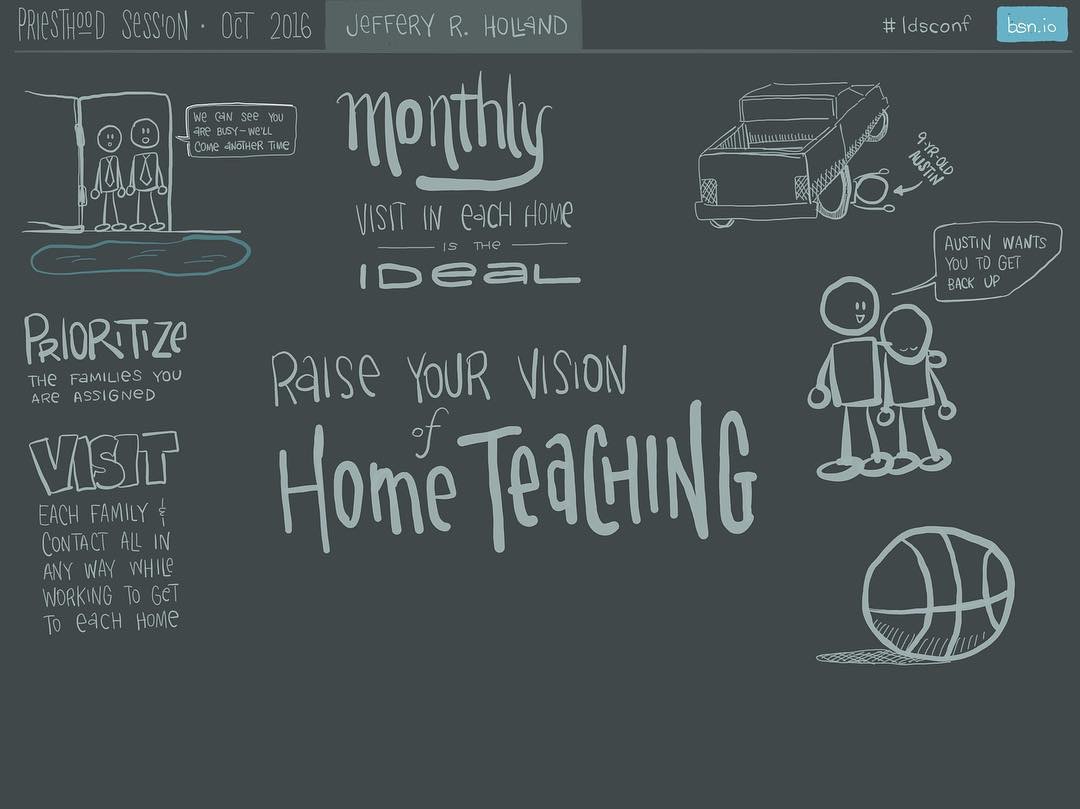 PRIESTHOOD SESSION · OCT 2016
JEFFERY R. HOLLAND
#ldsconf
bsn.io
WE CAN SEE YOU
ARE BUSY – WE'LL
COME ANOTHER TIME
monthly
VISIT IN EACH HOME
IS THE
IDEAL
9-YR-OLD
AUSTIN
AUSTIN WANTS
YOU TO GET
BACK UP
PRIORITIZE
THE FAMILIES YOU
ARE ASSIGNED
VISIT
EACH FAMILY &
CONTACT ALL IN
ANY WAY WHILE
WORKING TO GET
TO EACH HOME
RAISE YOUR VISION
of
Home TEACHING